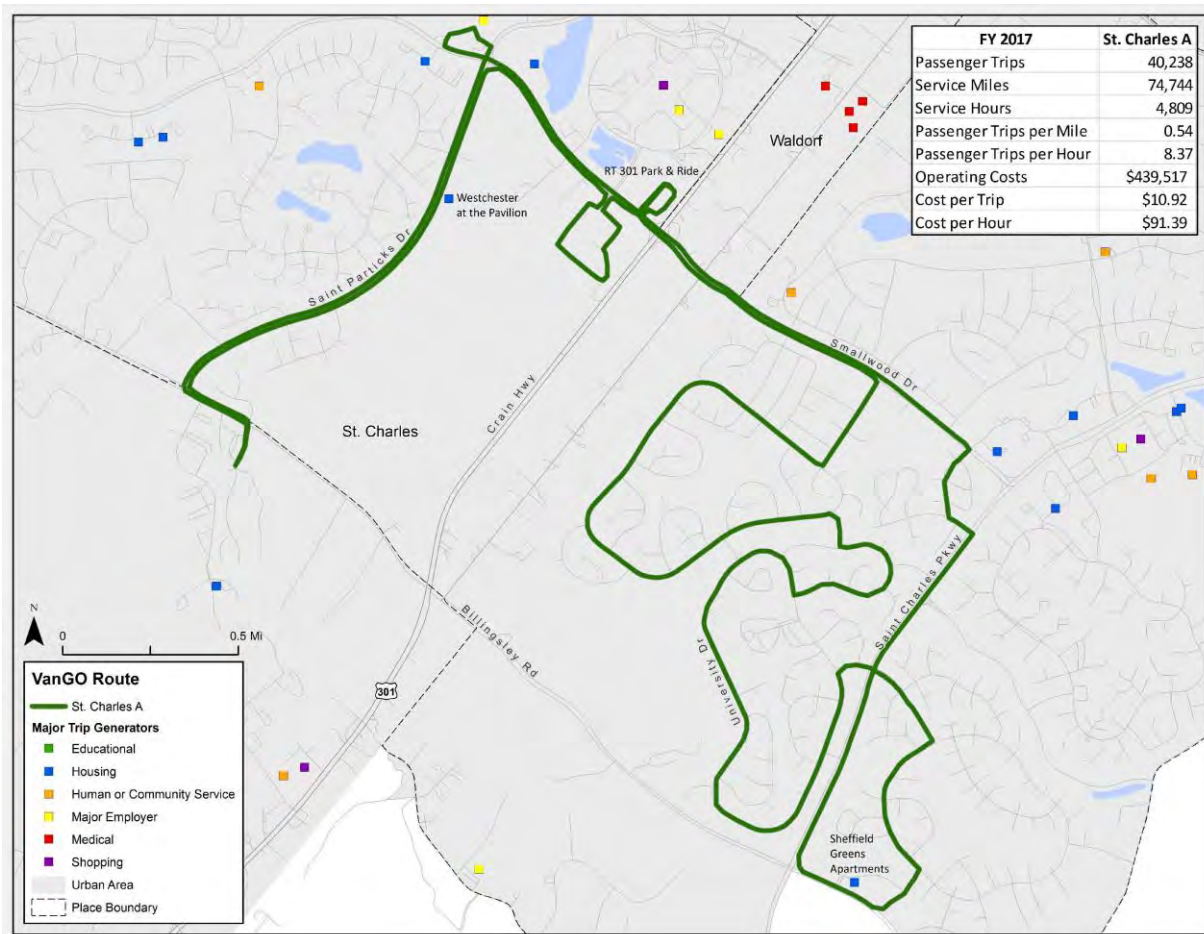 FY 2017 St. Charles A
Passenger Trips 40,238
Service Miles 74,744
Service Hours 4,809
Passenger Trips per Mile 0.54
Passenger Trips per Hour 8.37
Operating Costs $439,517
Cost per Trip $10.92
Cost per Hour $91.39
Waldorf
RT 301 Park & Ride
Westchester
at the Pavilion
Saint Particks Dr
Smallwood Dr
Crain Hwy
St. Charles
Saint Charles Pkwy
Billingsley Rd
University Dr
301
Sheffield
Greens
Apartments
N
0 0.5 Mi
VanGO Route
St. Charles A
Major Trip Generators
Educational
Housing
Human or Community Service
Major Employer
Medical
Shopping
Urban Area
Place Boundary